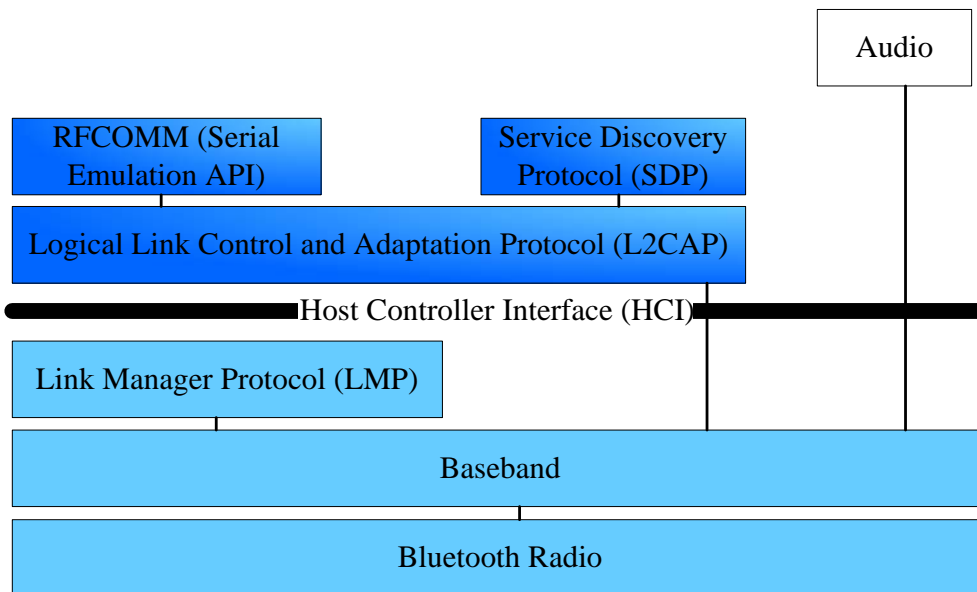 Audio
RFCOMM (Serial
Emulation API)
Service Discovery
Protocol (SDP)
Logical Link Control and Adaptation Protocol (L2CAP)
Host Controller Interface (HCI)
Link Manager Protocol (LMP)
Baseband
Bluetooth Radio